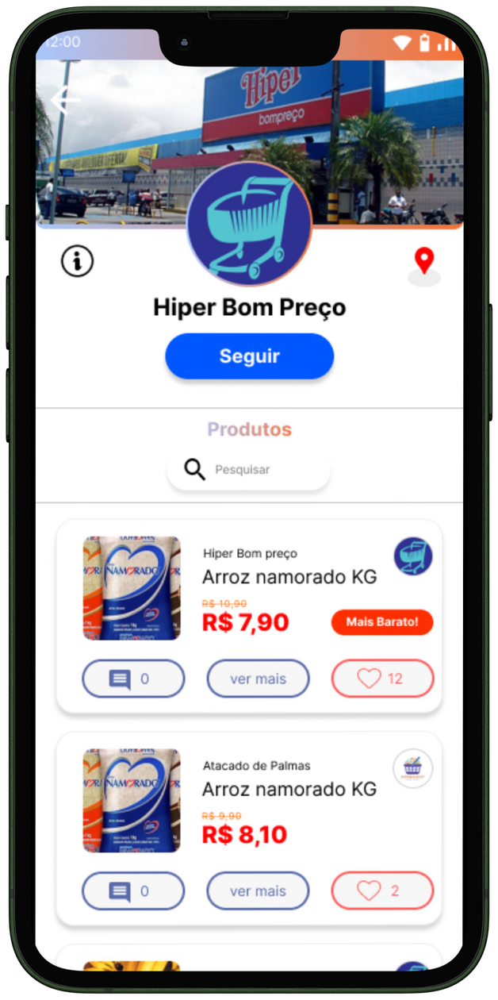 12:00
Hiper
bompreço
Hiper Bom Preço
Seguir
Produtos
Pesquisar
Hiper Bom preço
Arroz namorado KG
R$ 10,90
R$ 7,90
Mais Barato!
NAMORADO
0
ver mais
12
Atacado de Palmas
Arroz namorado KG
R$ 9,90
R$ 8,10
NAMORADO
0
ver mais
2